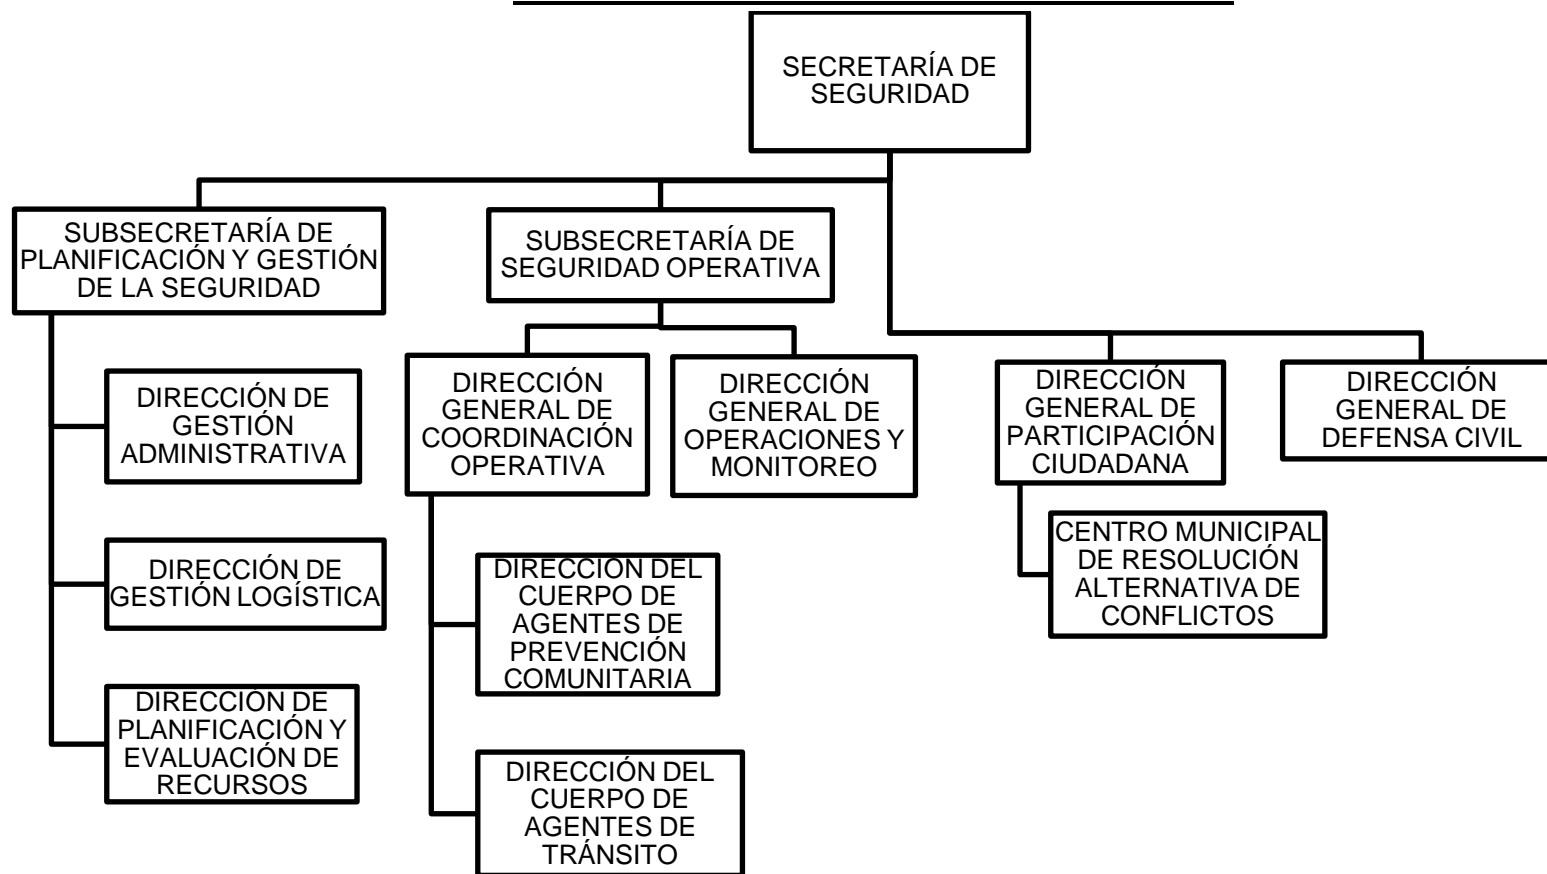 SECRETARÍA DE
SEGURIDAD
SUBSECRETARÍA DE
PLANIFICACIÓN Y GESTIÓN
DE LA SEGURIDAD
SUBSECRETARÍA DE
SEGURIDAD OPERATIVA
DIRECCIÓN DE
GESTIÓN
ADMINISTRATIVA
DIRECCIÓN DE
GESTIÓN LOGÍSTICA
DIRECCIÓN DE
PLANIFICACIÓN Y
EVALUACIÓN DE
RECURSOS
DIRECCIÓN
GENERAL DE
COORDINACIÓN
OPERATIVA
DIRECCIÓN
GENERAL DE
OPERACIONES Y
MONITOREO
DIRECCIÓN DEL
CUERPO DE
AGENTES DE
PREVENCIÓN
COMUNITARIA
DIRECCIÓN DEL
CUERPO DE
AGENTES DE
TRÁNSITO
DIRECCIÓN
GENERAL DE
PARTICIPACIÓN
CIUDADANA
CENTRO MUNICIPAL
DE RESOLUCIÓN
ALTERNATIVA DE
CONFLICTOS
DIRECCIÓN
GENERAL DE
DEFENSA CIVIL